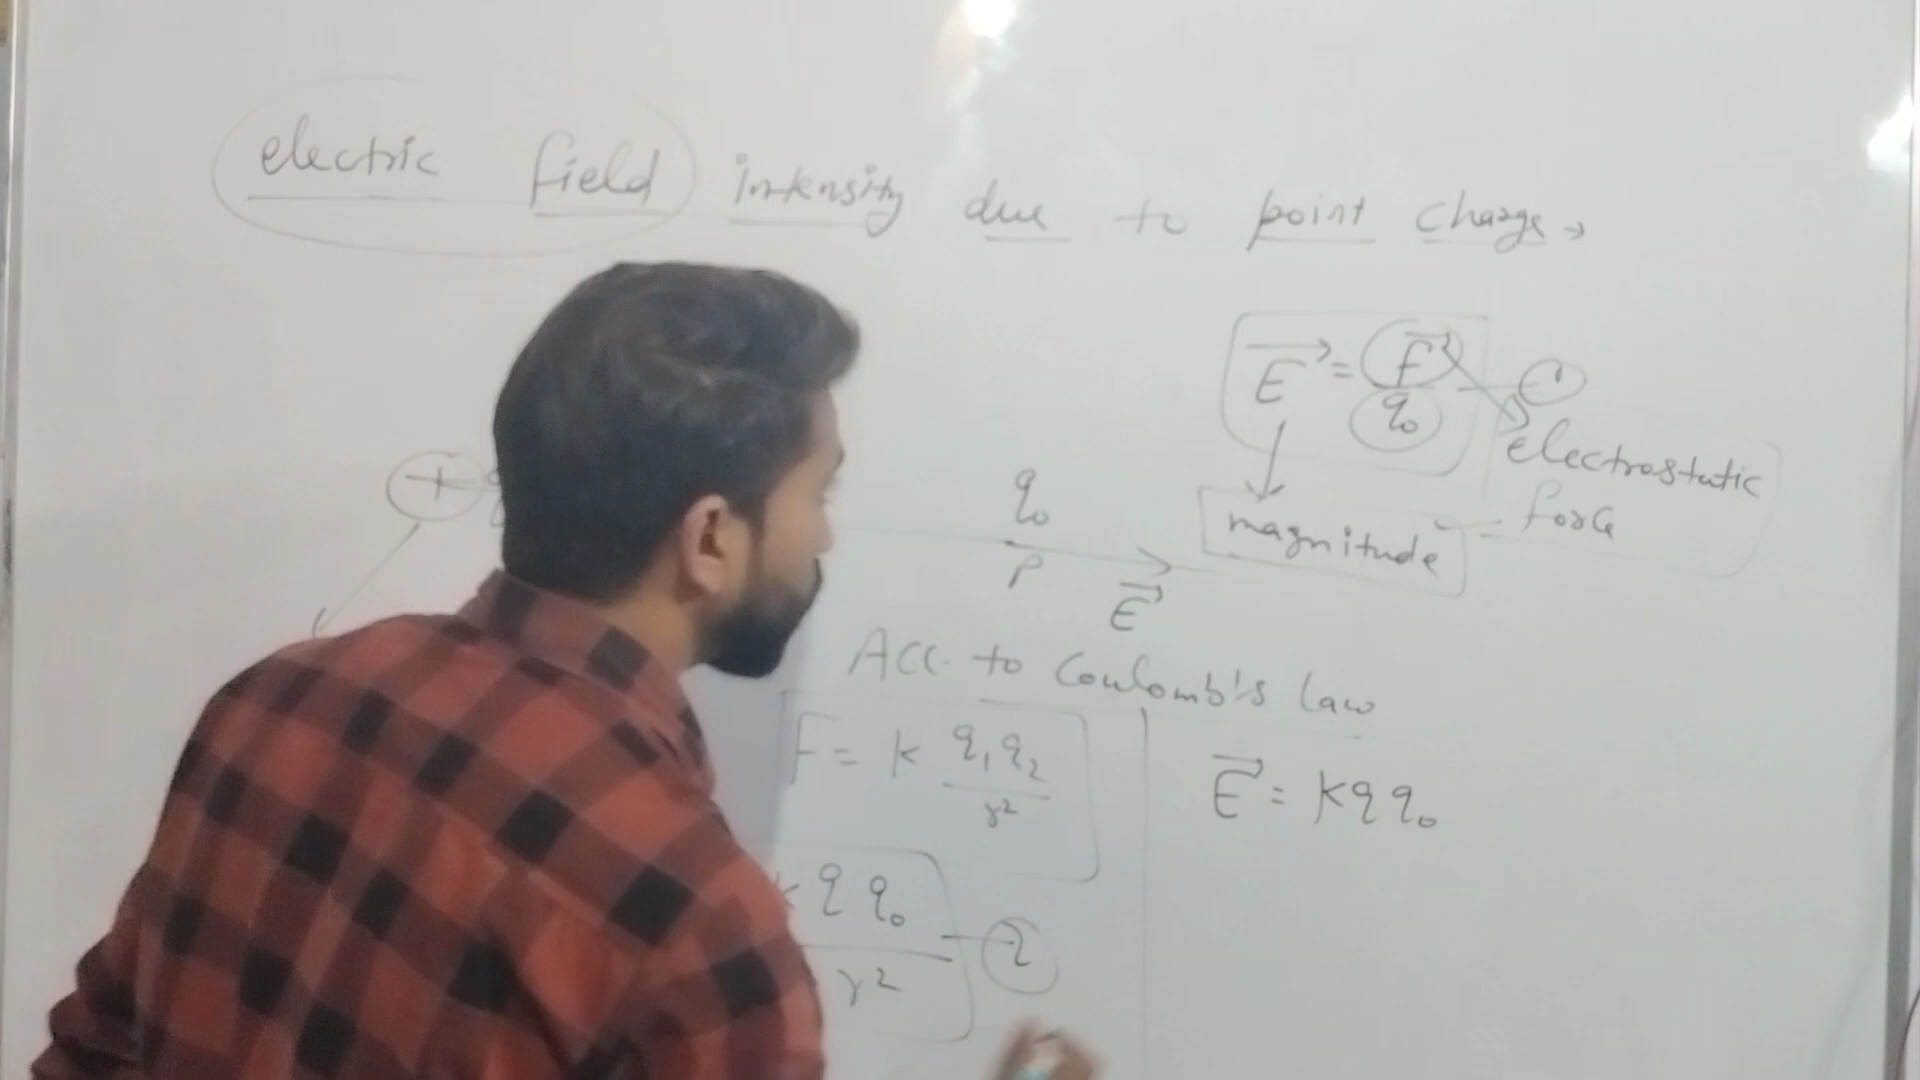 electric field intensity due to point charge →
E = F / q₀ ①
electrostatic force
magnitude
+
q₀
P
E
Acc. to Coulomb's law
F = k q₁q₂ / r²
E = kqq₀
k q q₀ / r² ②